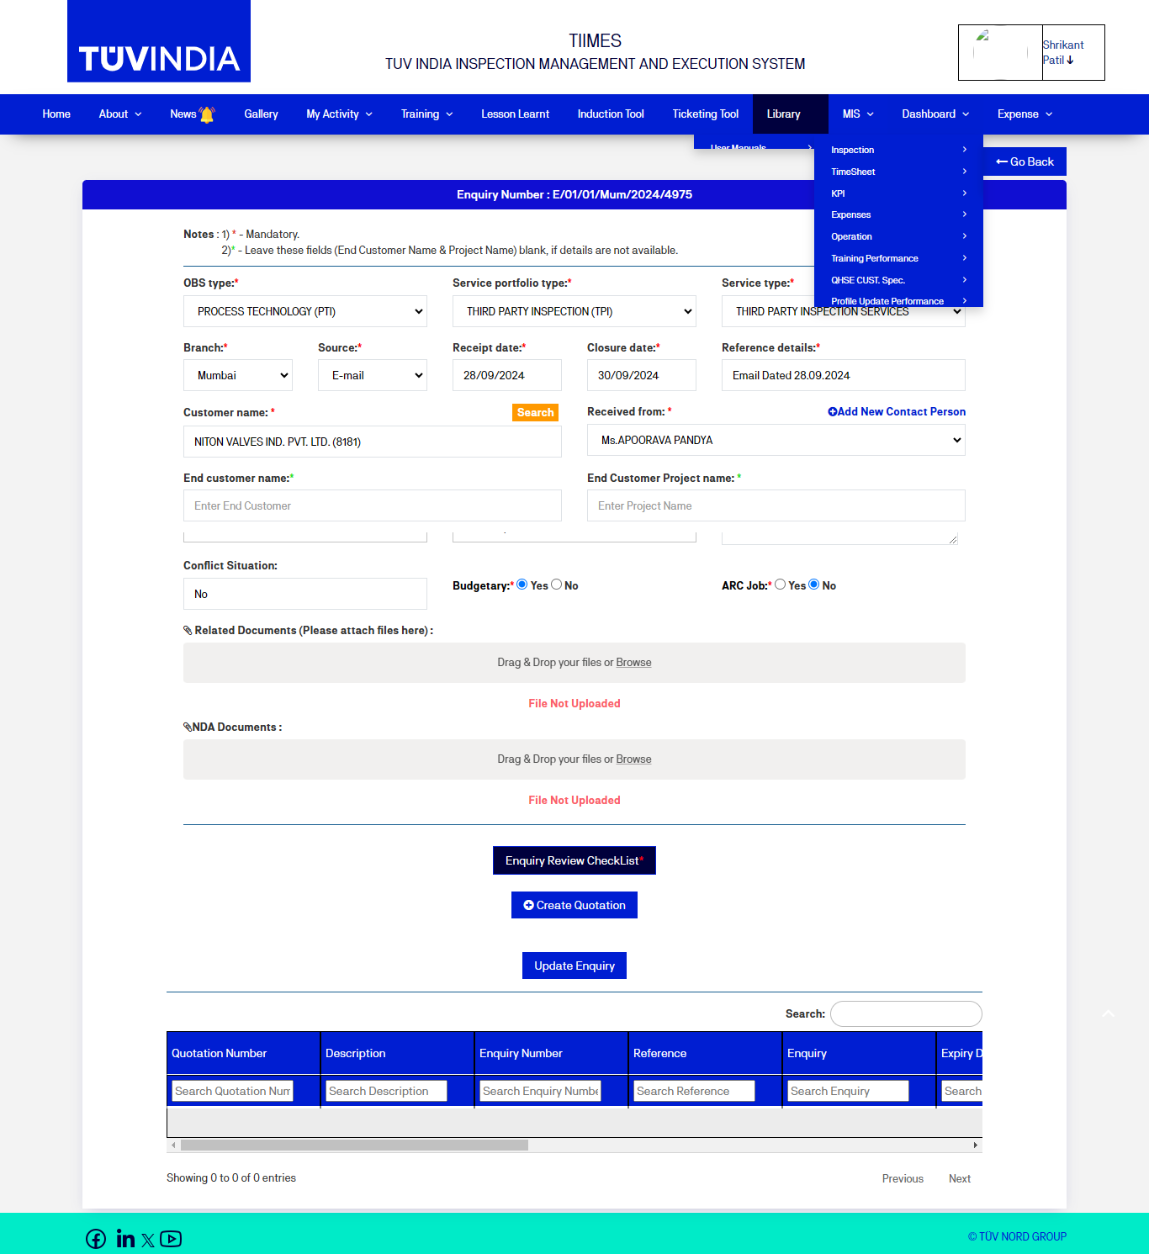 TÜVINDIA
TIIMES
TUV INDIA INSPECTION MANAGEMENT AND EXECUTION SYSTEM
Shrikant
Patil
Home About News Gallery My Activity Training Lesson Learnt Induction Tool Ticketing Tool Library MIS Dashboard Expense
User Manuals
Inspection
TimeSheet
KPI
Expenses
Operation
Training Performance
QHSE CUST. Spec.
Profile Update Performance
Go Back
Enquiry Number : E/01/01/Mum/2024/4975
Notes : 1) * - Mandatory.
2)* - Leave these fields (End Customer Name & Project Name) blank, if details are not available.
OBS type:* Service portfolio type:* Service type:*
PROCESS TECHNOLOGY (PTI) THIRD PARTY INSPECTION (TPI) THIRD PARTY INSPECTION SERVICES
Branch:* Source:* Receipt date:* Closure date:* Reference details:*
Mumbai E-mail 28/09/2024 30/09/2024 Email Dated 28.09.2024
Customer name: * Search Received from: * Add New Contact Person
NITON VALVES IND. PVT. LTD. (8181) Ms.APOORAVA PANDYA
End customer name:* End Customer Project name: *
Enter End Customer Enter Project Name
Conflict Situation:
No Budgetary:* Yes No ARC Job:* Yes No
Related Documents (Please attach files here) :
Drag & Drop your files or Browse
File Not Uploaded
NDA Documents :
Drag & Drop your files or Browse
File Not Uploaded
Enquiry Review CheckList*
Create Quotation
Update Enquiry
Search:
Quotation Number Description Enquiry Number Reference Enquiry Expiry D
Search Quotation Num Search Description Search Enquiry Numbe Search Reference Search Enquiry Search
Showing 0 to 0 of 0 entries Previous Next
© TÜV NORD GROUP